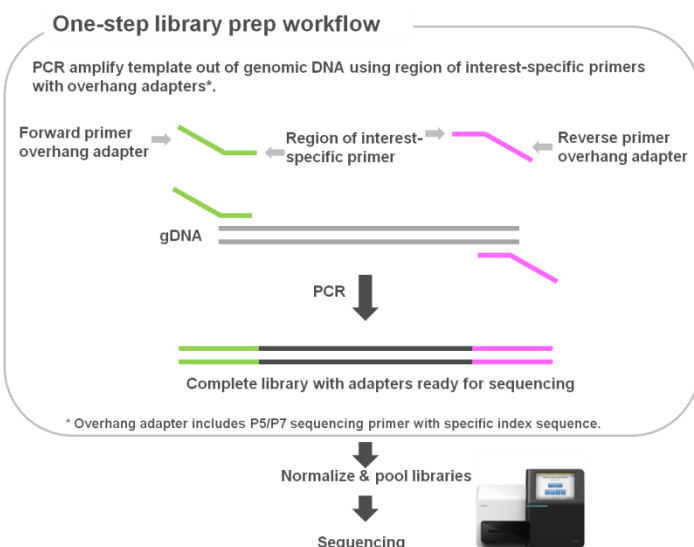 One-step library prep workflow
PCR amplify template out of genomic DNA using region of interest-specific primers
with overhang adapters*.
Forward primer
overhang adapter
Region of interest-
specific primer
Reverse primer
overhang adapter
gDNA
PCR
Complete library with adapters ready for sequencing
* Overhang adapter includes P5/P7 sequencing primer with specific index sequence.
Normalize & pool libraries
Sequencing